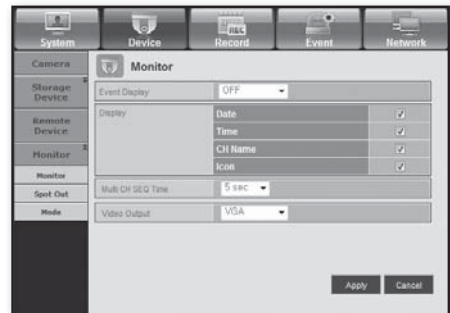 System Device Record Event Network
REC
Camera
Storage Device
Remote Device
Monitor
Monitor
Spot Out
Mode
Monitor
Event Display OFF
Display
Date
Time
CH Name
Icon
Multi CH SEQ Time 5 sec
Video Output VGA
Apply Cancel